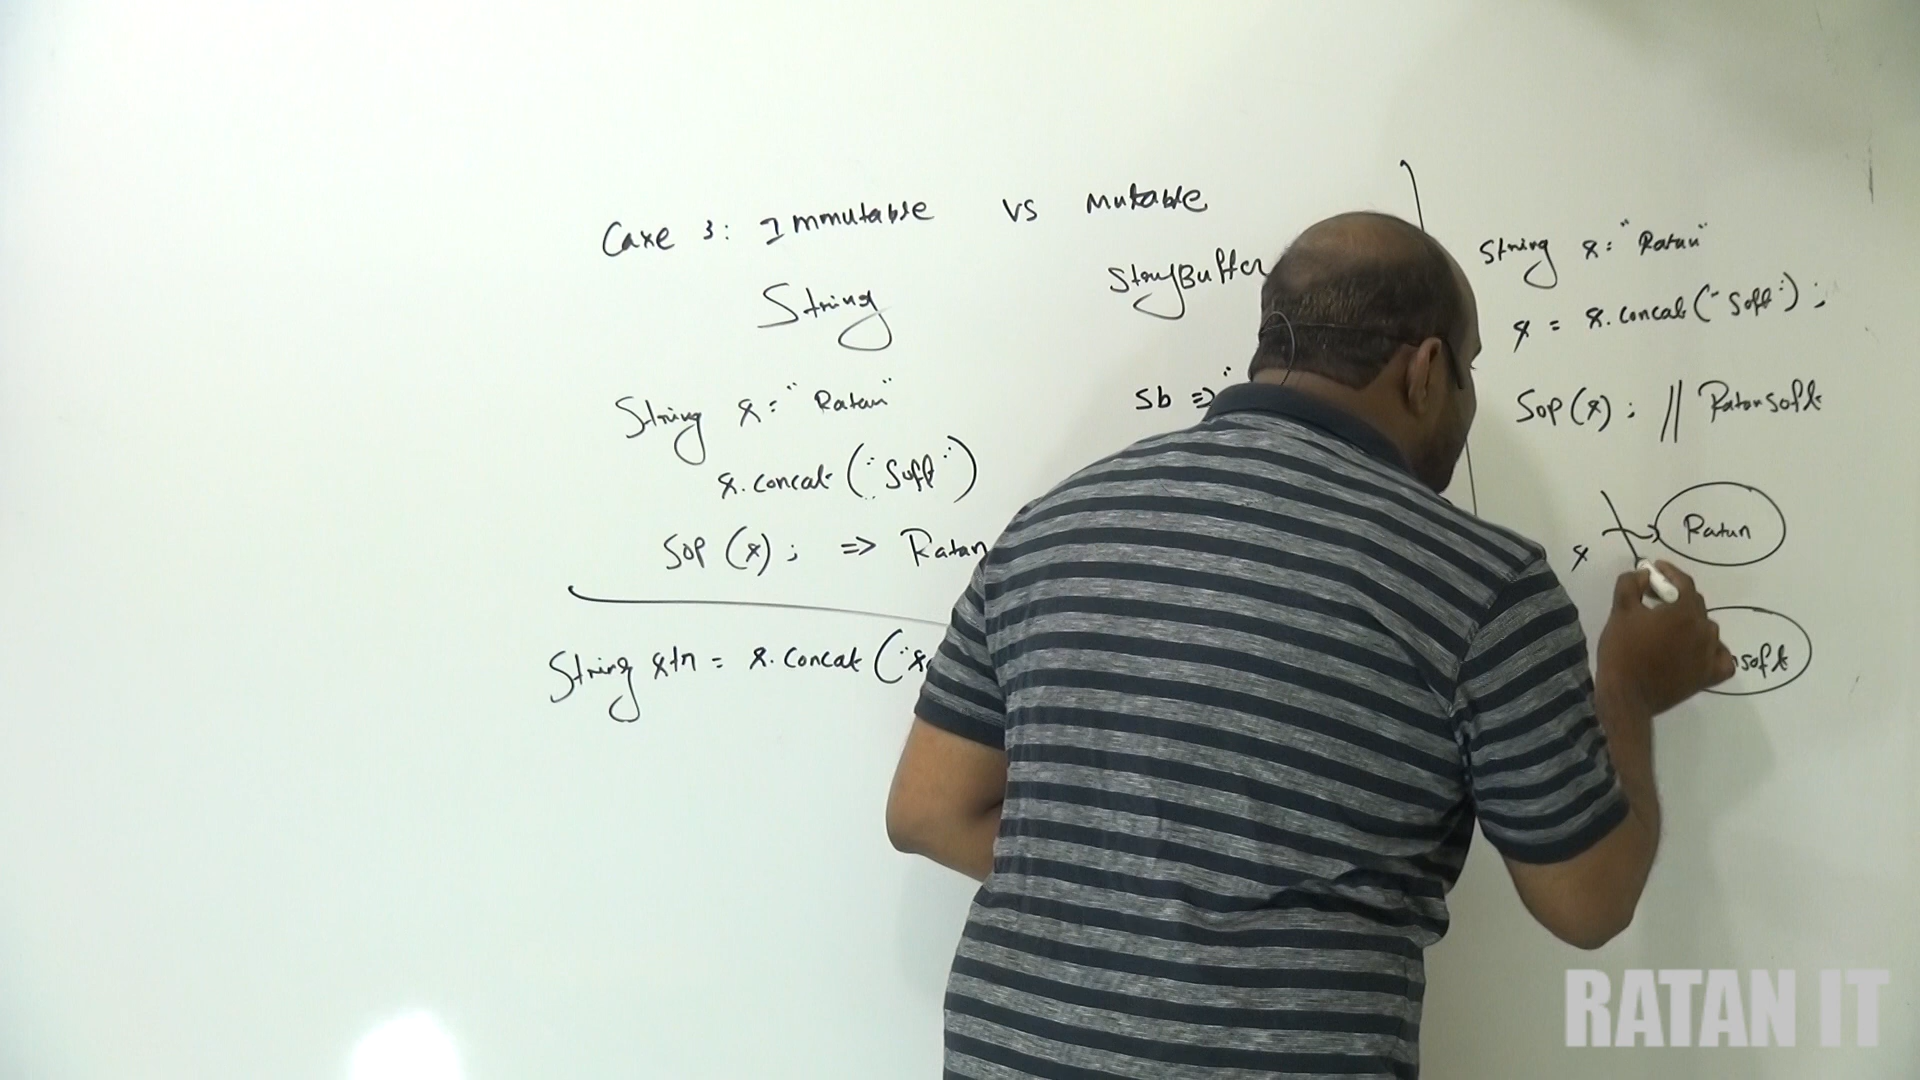 Case 3: Immutable vs Mutable
String
StringBuffer
String s = "Ratan"
s.concat("Soft")
Sop(s); => Ratan
String str = s.concat("
Sb => "
String s = "Ratan"
s = s.concat("Soft");
Sop(s); // Ratansoft
s
Ratan
soft
RATAN IT